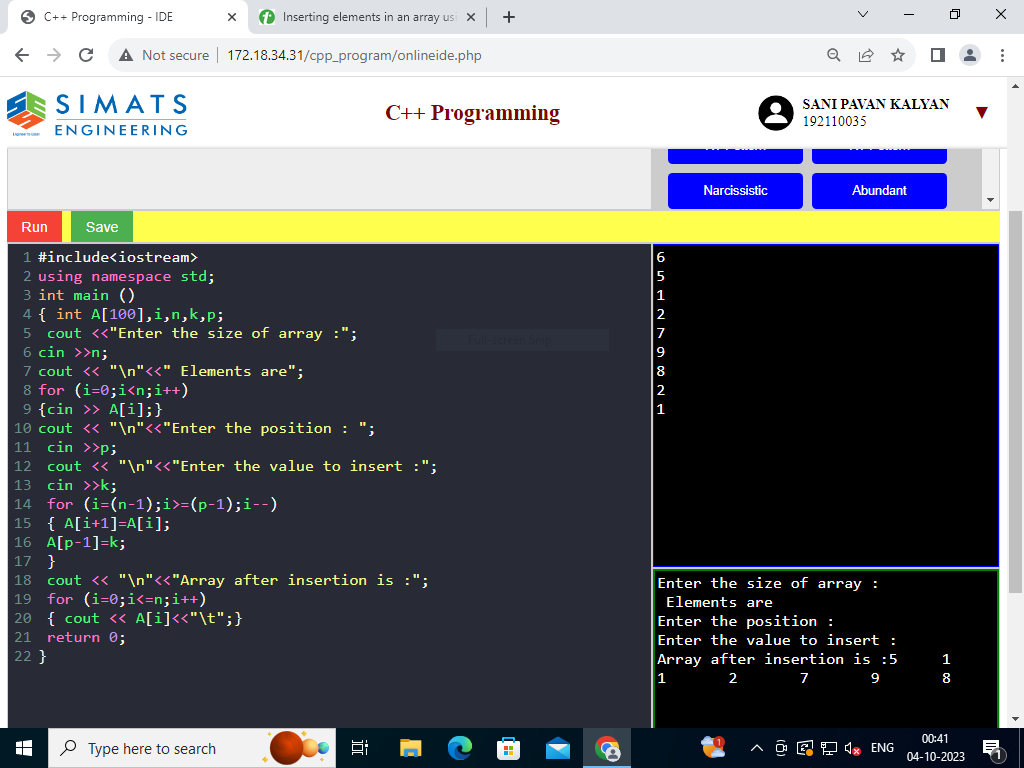 C++ Programming - IDE
Inserting elements in an array usi
Not secure
172.18.34.31/cpp_program/onlineide.php
SIMATS
ENGINEERING
C++ Programming
SANI PAVAN KALYAN
192110035
Narcissistic
Abundant
Run
Save
1 #include<iostream>
2 using namespace std;
3 int main ()
4 { int A[100],i,n,k,p;
5 cout <<"Enter the size of array :";
6 cin >>n;
7 cout << "\n"<<" Elements are";
8 for (i=0;i<n;i++)
9 {cin >> A[i];}
10 cout << "\n"<<"Enter the position : ";
11 cin >>p;
12 cout << "\n"<<"Enter the value to insert :";
13 cin >>k;
14 for (i=(n-1);i>=(p-1);i--)
15 { A[i+1]=A[i];
16 A[p-1]=k;
17 }
18 cout << "\n"<<"Array after insertion is :";
19 for (i=0;i<=n;i++)
20 { cout << A[i]<<"\t";}
21 return 0;
22 }
6
5
1
2
7
9
8
2
1
Enter the size of array :
Elements are
Enter the position :
Enter the value to insert :
Array after insertion is :5 1
1 2 7 9 8
Type here to search
1
ENG
00:41
04-10-2023
1